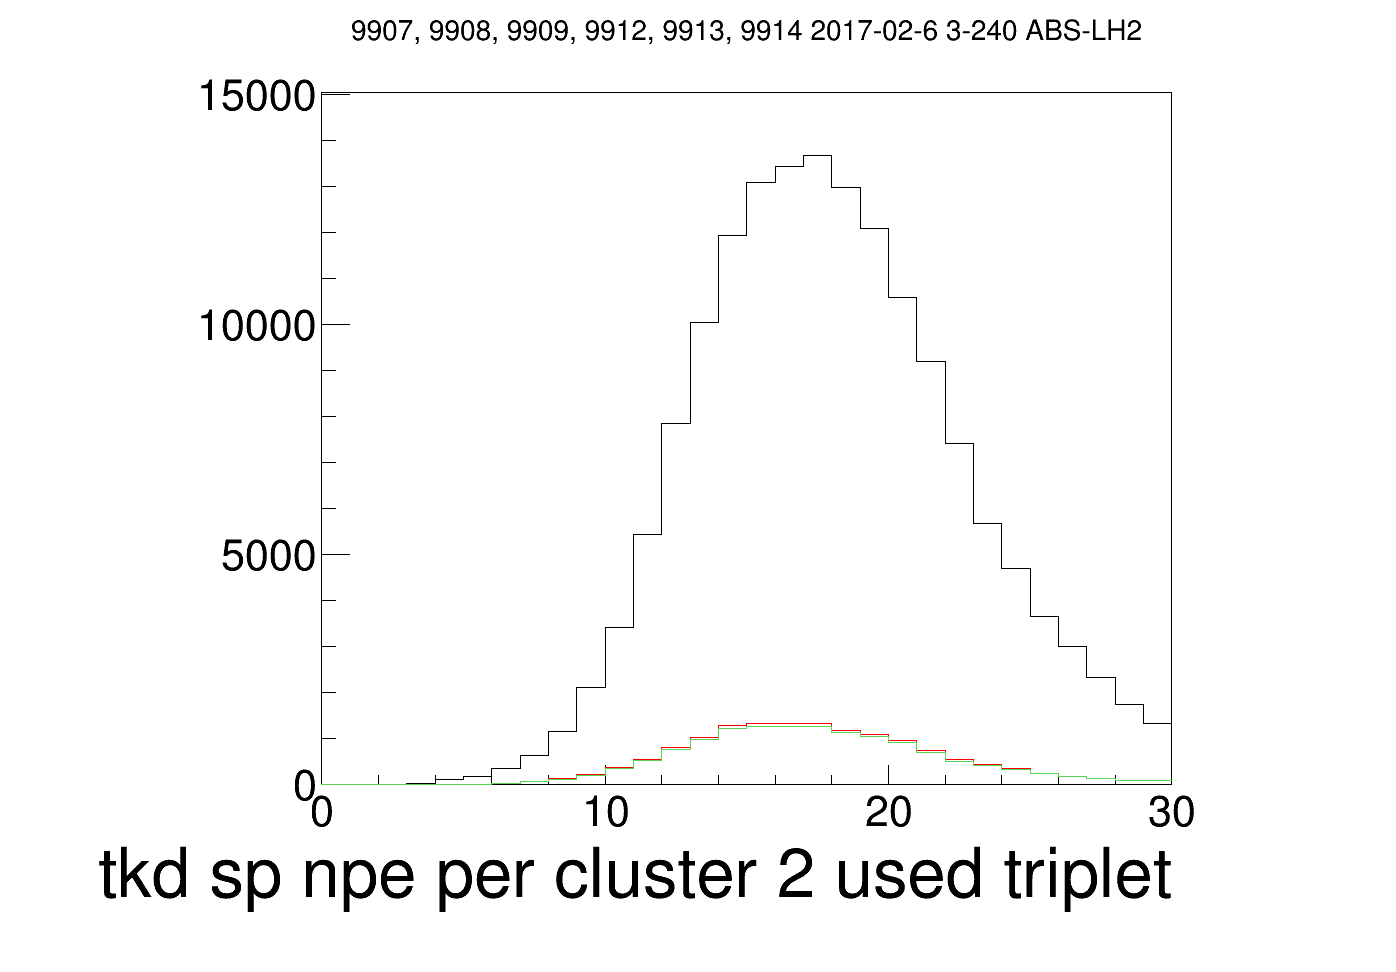 9907, 9908, 9909, 9912, 9913, 9914 2017-02-6 3-240 ABS-LH2
15000
10000
5000
0
0 10 20 30
tkd sp npe per cluster 2 used triplet